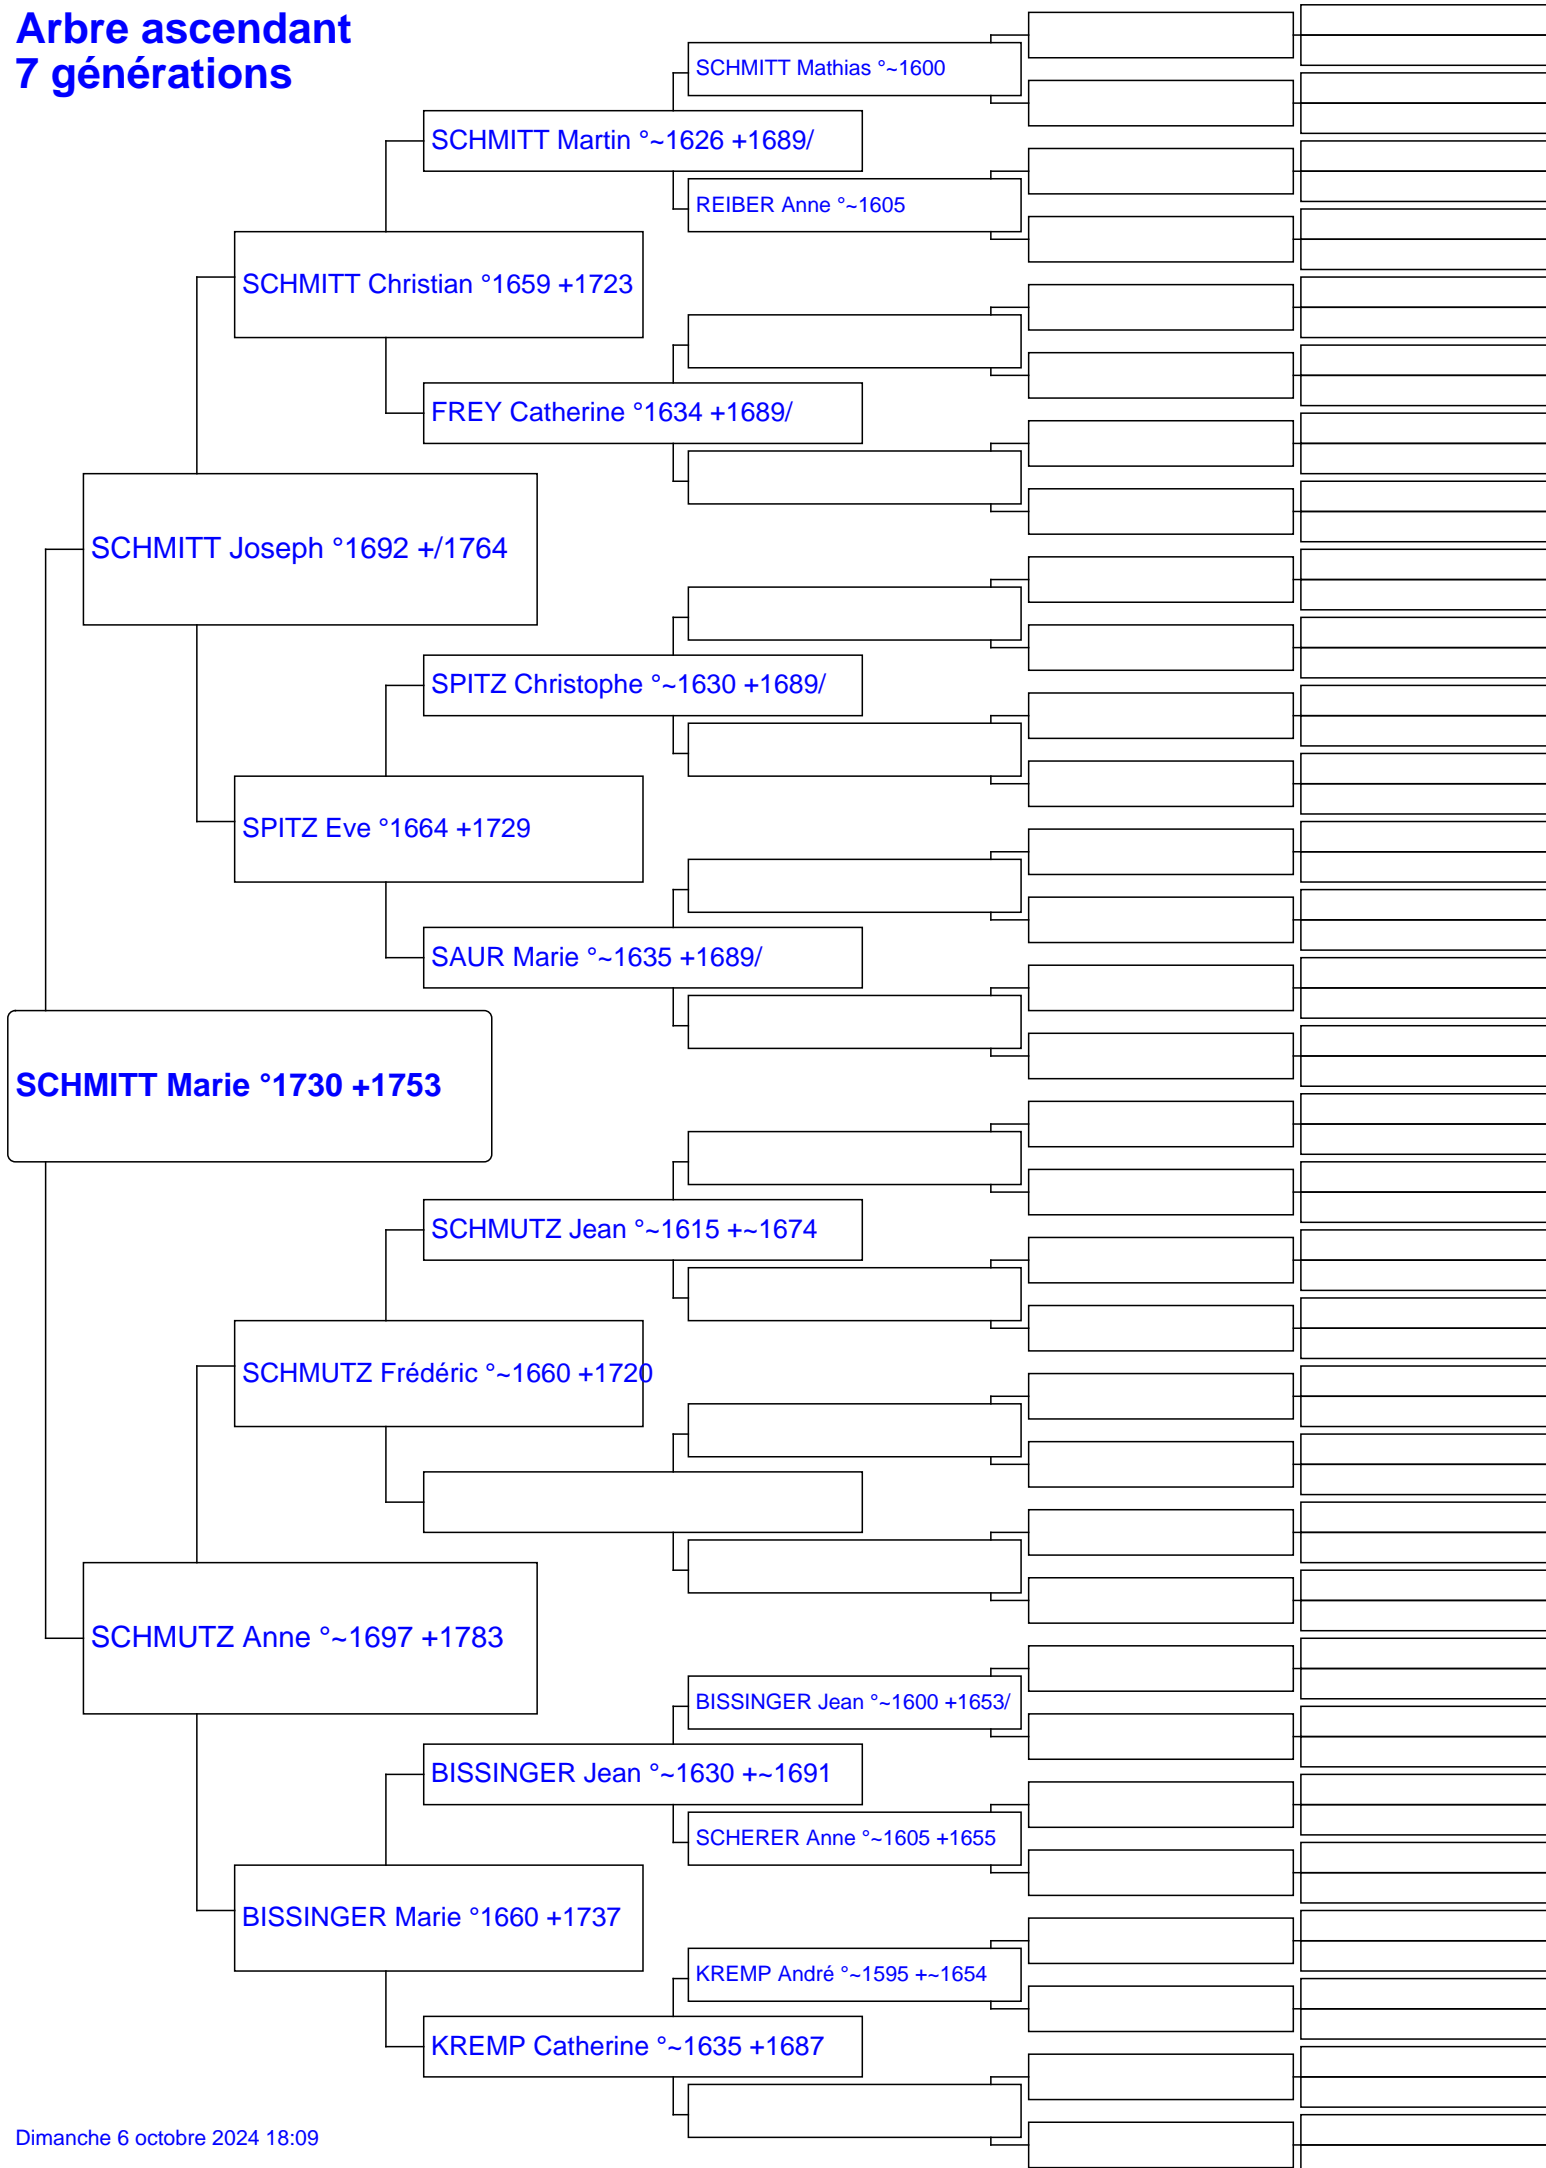 Arbre ascendant
7 générations
SCHMITT Mathias °~1600
SCHMITT Martin °~1626 +1689/
REIBER Anne °~1605
SCHMITT Christian °1659 +1723
FREY Catherine °1634 +1689/
SCHMITT Joseph °1692 +/1764
SPITZ Christophe °~1630 +1689/
SPITZ Eve °1664 +1729
SAUR Marie °~1635 +1689/
SCHMITT Marie °1730 +1753
SCHMUTZ Jean °~1615 +~1674
SCHMUTZ Frédéric °~1660 +1720
SCHMUTZ Anne °~1697 +1783
BISSINGER Jean °~1600 +1653/
BISSINGER Jean °~1630 +~1691
SCHERER Anne °~1605 +1655
BISSINGER Marie °1660 +1737
KREMP André °~1595 +~1654
KREMP Catherine °~1635 +1687
Dimanche 6 octobre 2024 18:09